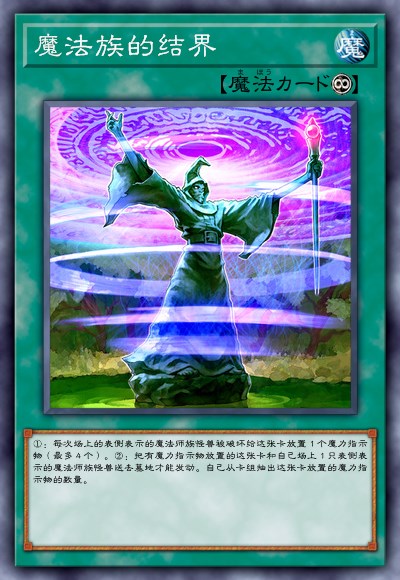 魔法族的结界
魔
【魔法カード】
まほう
①：每次场上的表侧表示的魔法师族怪兽被破坏给这张卡放置1个魔力指示
物（最多4个）。②：把有魔力指示物放置的这张卡和自己场上1只表侧表
示的魔法师族怪兽送去墓地才能发动。自己从卡组抽出这张卡放置的魔力指
示物的数量。